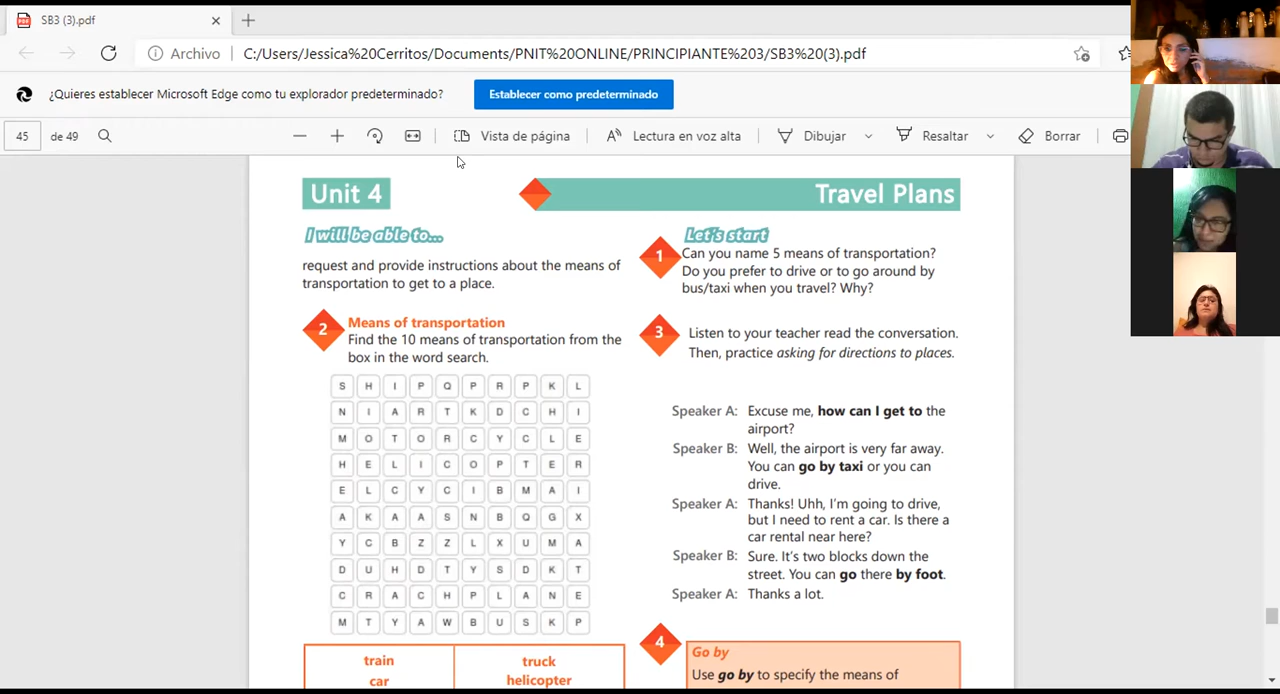 SB3 (3).pdf
Archivo
C:/Users/Jessica%20Cerritos/Documents/PNIT%20ONLINE/PRINCIPIANTE%203/SB3%20(3).pdf
¿Quieres establecer Microsoft Edge como tu explorador predeterminado?
Establecer como predeterminado
45 de 49
Vista de página
Lectura en voz alta
Dibujar
Resaltar
Borrar
Unit 4
Travel Plans
I will be able to...
request and provide instructions about the means of
transportation to get to a place.
2 Means of transportation
Find the 10 means of transportation from the
box in the word search.
S H I P Q P R P K L
N I A R T K D C H I
M O T O R C Y C L E
H E L I C O P T E R
E L C Y C I B M A I
A K A A S N B Q G X
Y C B Z Z L X U M A
D U H D T Y S D K T
C R A C H P L A N E
M T Y A W B U S K P
train
truck
car
helicopter
Let's start
1 Can you name 5 means of transportation?
Do you prefer to drive or to go around by
bus/taxi when you travel? Why?
3 Listen to your teacher read the conversation.
Then, practice asking for directions to places.
Speaker A: Excuse me, how can I get to the
airport?
Speaker B: Well, the airport is very far away.
You can go by taxi or you can
drive.
Speaker A: Thanks! Uhh, I'm going to drive,
but I need to rent a car. Is there a
car rental near here?
Speaker B: Sure. It's two blocks down the
street. You can go there by foot.
Speaker A: Thanks a lot.
4 Go by
Use go by to specify the means of